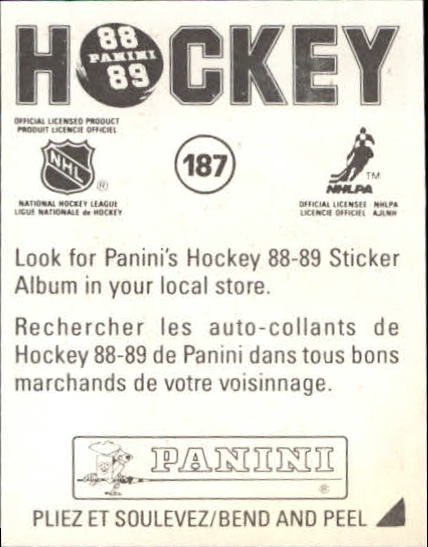 HOCKEY
88
PANINI
89
OFFICIAL LICENSED PRODUCT
PRODUIT LICENCIE OFFICIEL
NHL
®
NATIONAL HOCKEY LEAGUE
LIGUE NATIONALE de HOCKEY
187
TM
NHLPA
OFFICIAL LICENSEE NHLPA
LICENCIE OFFICIEL AJLNH
Look for Panini's Hockey 88-89 Sticker
Album in your local store.
Rechercher les auto-collants de
Hockey 88-89 de Panini dans tous bons
marchands de votre voisinnage.
PANINI
®
PLIEZ ET SOULEVEZ/BEND AND PEEL